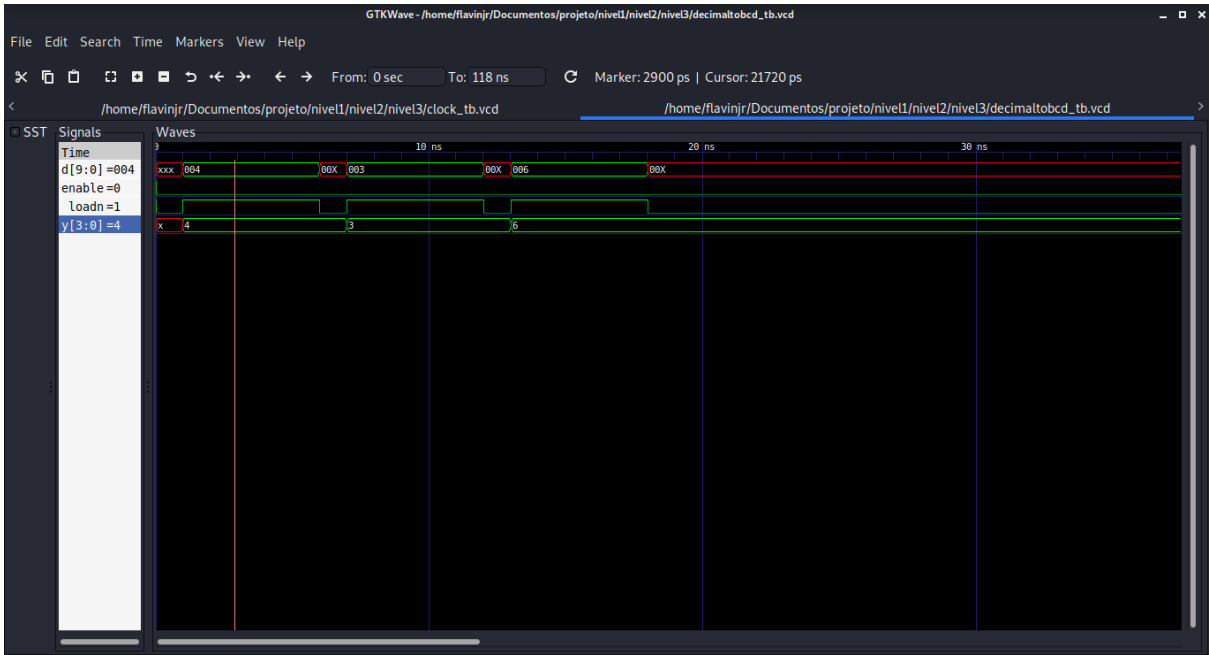 GTKWave - /home/flavinjr/Documentos/projeto/nivel1/nivel2/nivel3/decimaltobcd_tb.vcd
File Edit Search Time Markers View Help
From: 0 sec To: 118 ns Marker: 2900 ps | Cursor: 21720 ps
/home/flavinjr/Documentos/projeto/nivel1/nivel2/nivel3/clock_tb.vcd /home/flavinjr/Documentos/projeto/nivel1/nivel2/nivel3/decimaltobcd_tb.vcd
SST Signals Waves
Time 0 10 ns 20 ns 30 ns
d[9:0] =004 xxx 004 00X 003 00X 006 00X
enable =0
loadn =1
y[3:0] =4 x 4 3 6